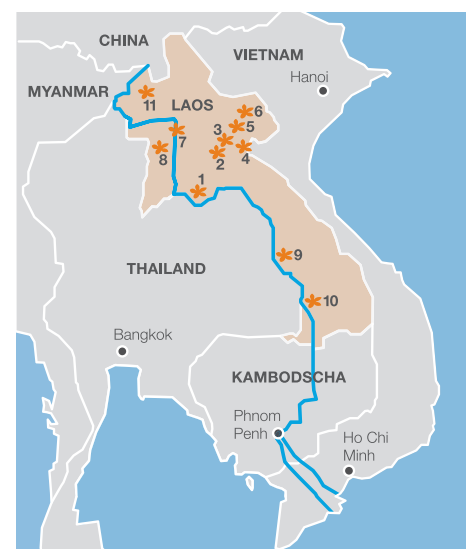 CHINA
VIETNAM
Hanoi
MYANMAR
LAOS
11
6
5
3
7
4
8
2
1
9
THAILAND
10
Bangkok
KAMBODSCHA
Phnom
Penh
Ho Chi
Minh